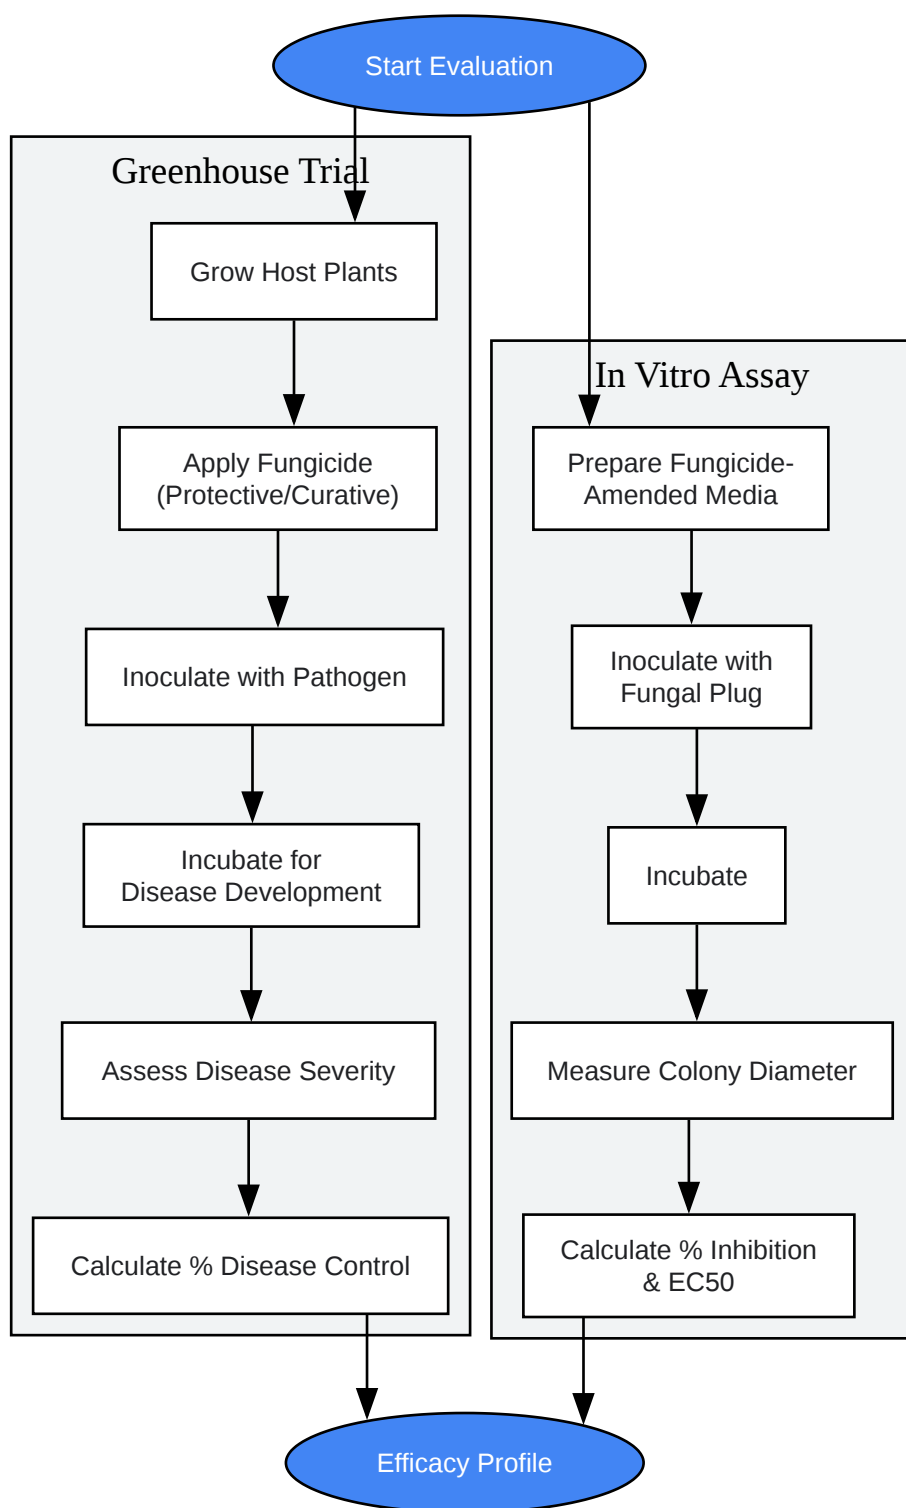 Start Evaluation
Greenhouse Trial
Grow Host Plants
Apply Fungicide
(Protective/Curative)
Inoculate with Pathogen
Incubate for
Disease Development
Assess Disease Severity
Calculate % Disease Control
In Vitro Assay
Prepare Fungicide-
Amended Media
Inoculate with
Fungal Plug
Incubate
Measure Colony Diameter
Calculate % Inhibition
& EC50
Efficacy Profile